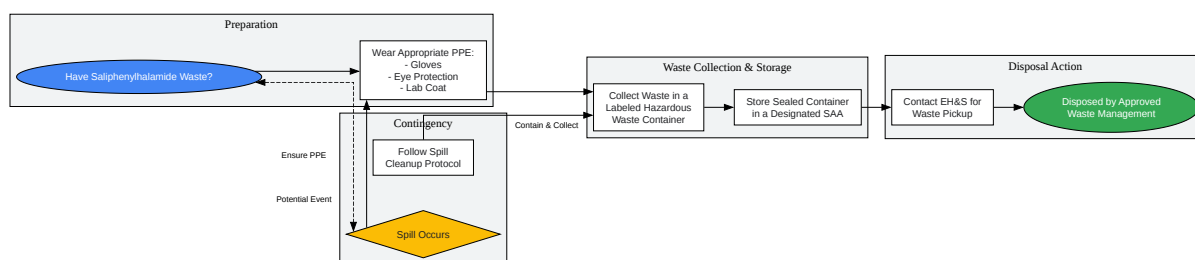 Preparation
Have Saliphenylhalamide Waste?
Wear Appropriate PPE:
- Gloves
- Eye Protection
- Lab Coat
Contingency
Follow Spill
Cleanup Protocol
Ensure PPE
Potential Event
Spill Occurs
Contain & Collect
Waste Collection & Storage
Collect Waste in a
Labeled Hazardous
Waste Container
Store Sealed Container
in a Designated SAA
Disposal Action
Contact EH&S for
Waste Pickup
Disposed by Approved
Waste Management